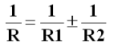 1/R = 1/R1 ± 1/R2